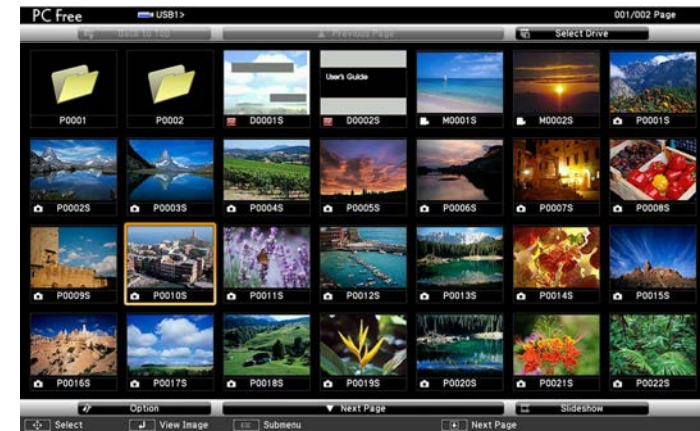 PC Free USB1> 001/002 Page
Back to Top Previous Page Select Drive
User's Guide
P0001 P0002 D0001S D0002S M0001S M0002S P0001S
P0002S P0003S P0004S P0005S P0006S P0007S P0008S
P0009S P0010S P0011S P0012S P0013S P0014S P0015S
P0016S P0017S P0018S P0019S P0020S P0021S P0022S
Option Next Page Slideshow
Select View Image Submenu Next Page